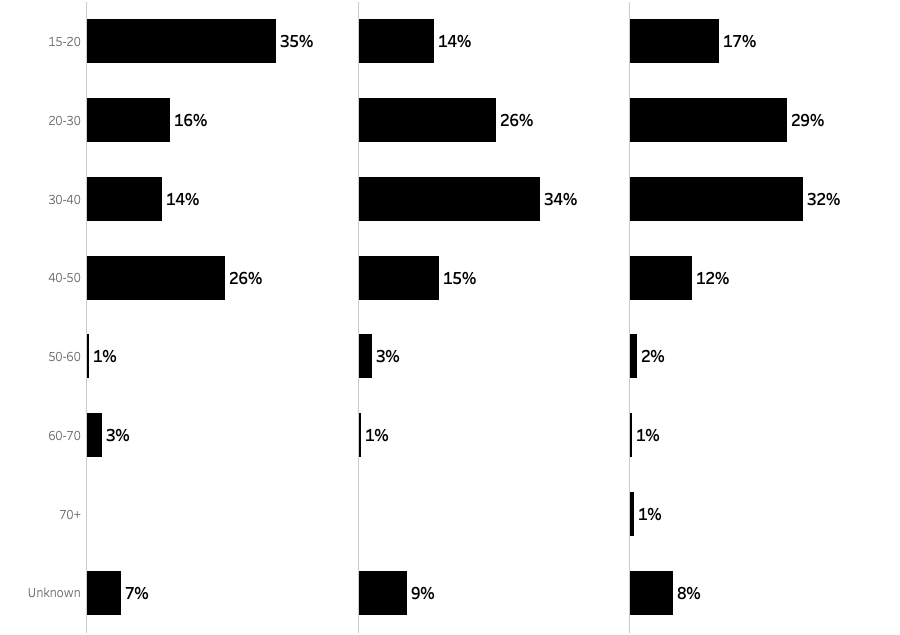 15-20 35% 14% 17%
20-30 16% 26% 29%
30-40 14% 34% 32%
40-50 26% 15% 12%
50-60 1% 3% 2%
60-70 3% 1% 1%
70+ 1%
Unknown 7% 9% 8%